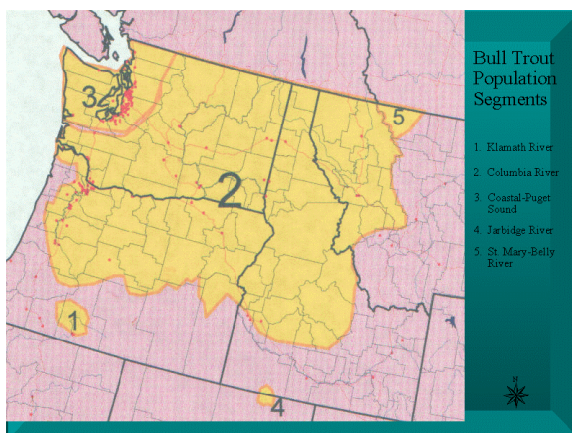 Bull Trout
Population
Segments
1. Klamath River
2. Columbia River
3. Coastal-Puget
Sound
4. Jarbidge River
5. St. Mary-Belly
River
3
5
2
1
4
N